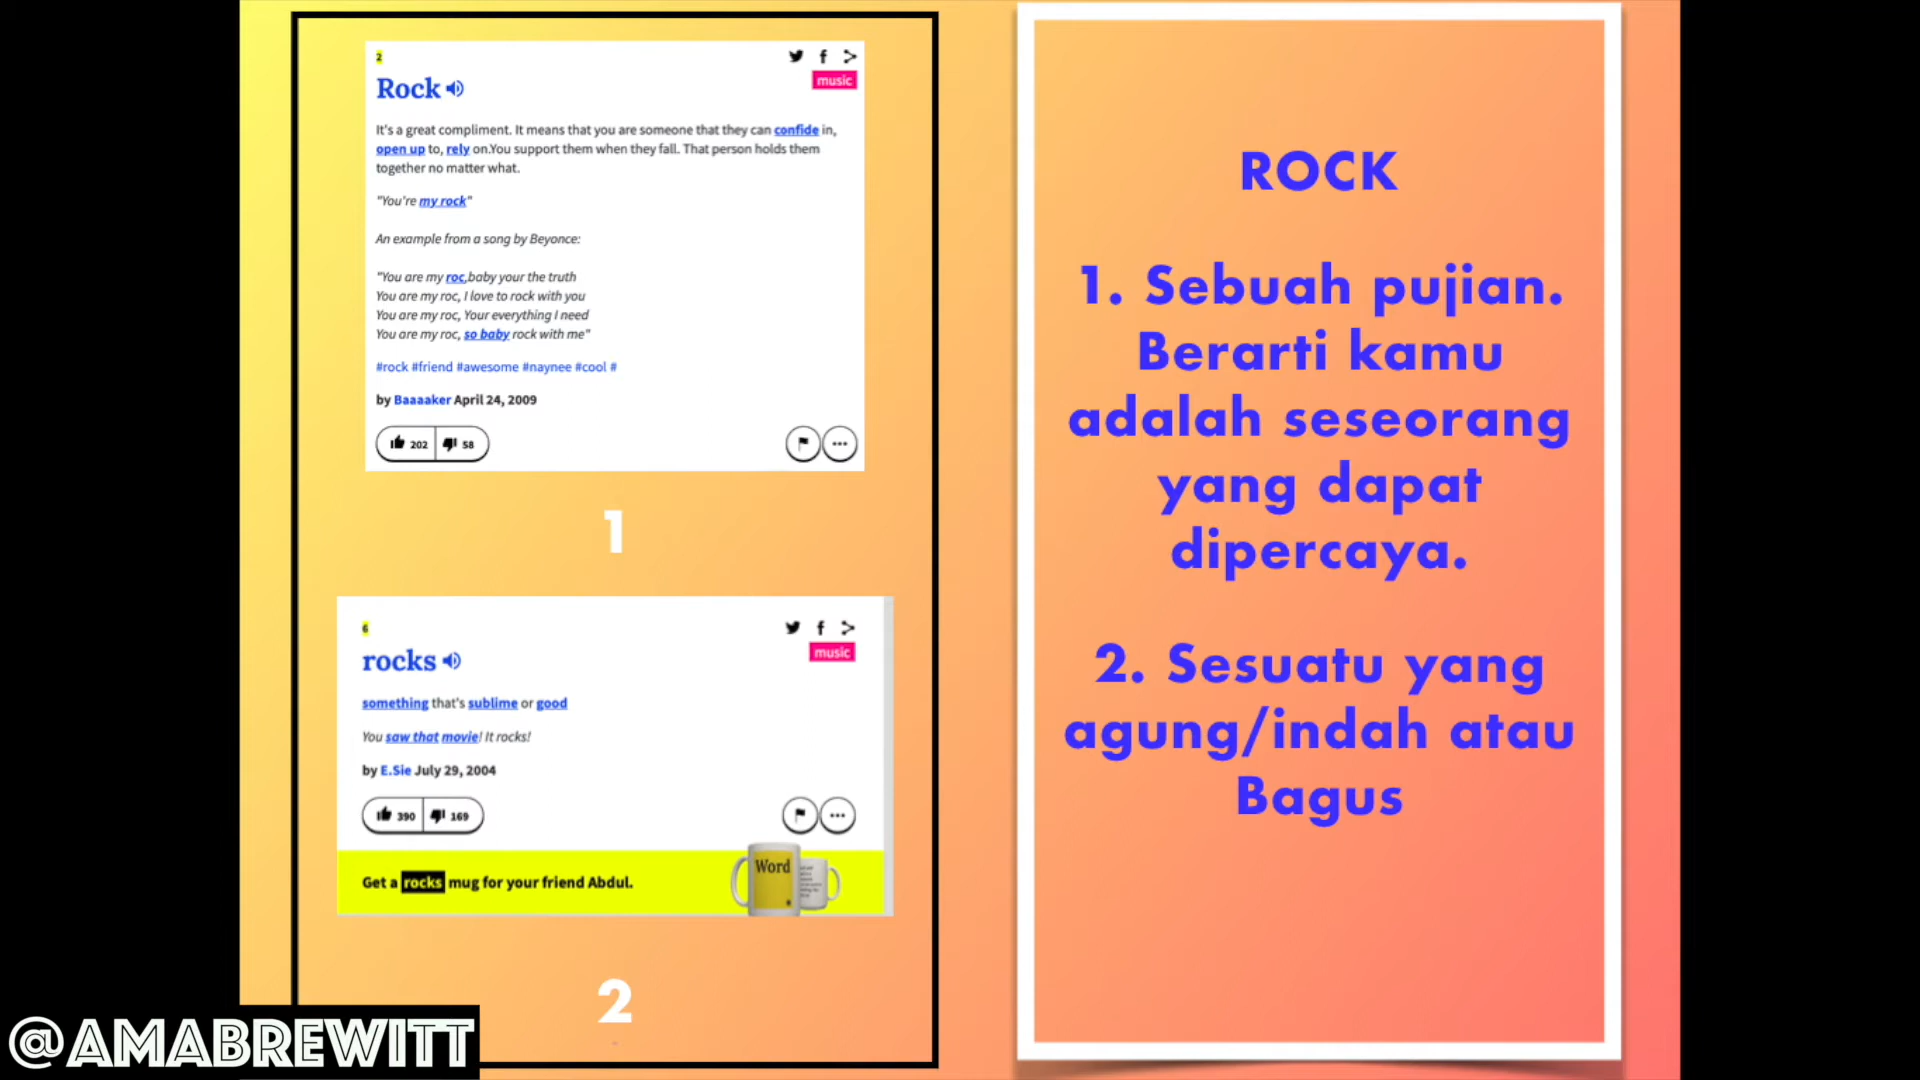 2
music
Rock
It's a great compliment. It means that you are someone that they can confide in,
open up to, rely on.You support them when they fall. That person holds them
together no matter what.
"You're my rock"
An example from a song by Beyonce:
"You are my roc,baby your the truth
You are my roc, I love to rock with you
You are my roc, Your everything I need
You are my roc, so baby rock with me"
#rock #friend #awesome #naynee #cool #
by Baaaaker April 24, 2009
202 58
1
6
music
rocks
something that's sublime or good
You saw that movie! It rocks!
by E.Sie July 29, 2004
390 169
Get a rocks mug for your friend Abdul.
Word
2
ROCK
1. Sebuah pujian.
Berarti kamu
adalah seseorang
yang dapat
dipercaya.
2. Sesuatu yang
agung/indah atau
Bagus
@AMABREWITT